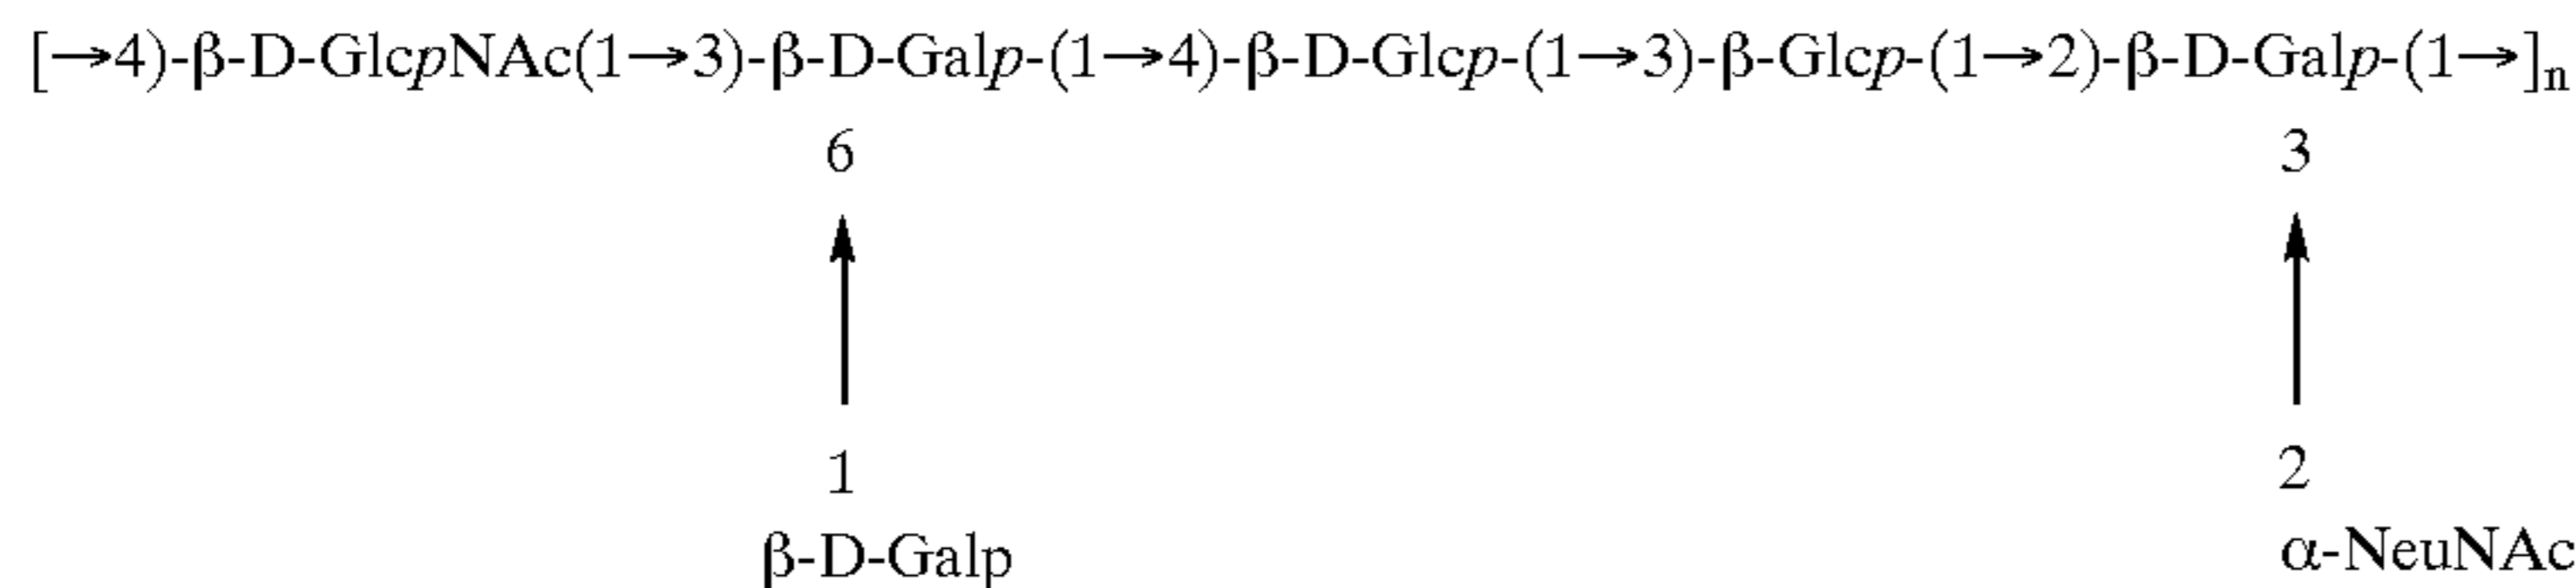 [→4)-β-D-GlcpNAc(1→3)-β-D-Galp-(1→4)-β-D-Glcp-(1→3)-β-Glcp-(1→2)-β-D-Galp-(1→]n
6 3
1 2
β-D-Galp α-NeuNAc